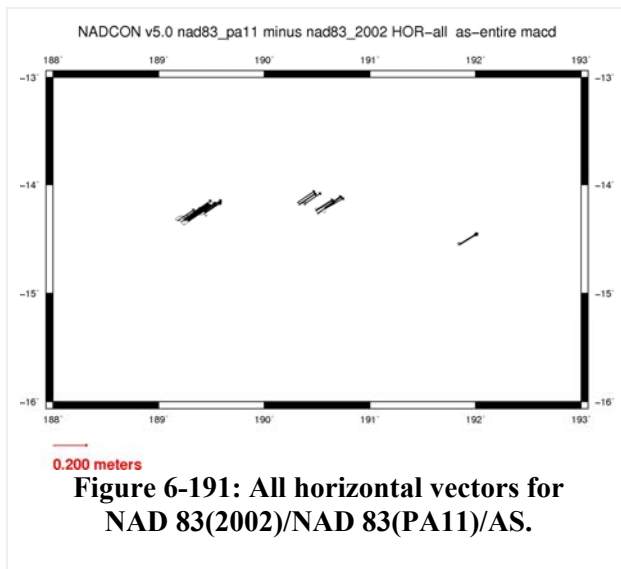 NADCON v5.0 nad83_pa11 minus nad83_2002 HOR-all as-entire macd
188° 189° 190° 191° 192° 193°
-13° -13°
-14° -14°
-15° -15°
-16° -16°
188° 189° 190° 191° 192° 193°
0.200 meters
Figure 6-191: All horizontal vectors for
NAD 83(2002)/NAD 83(PA11)/AS.